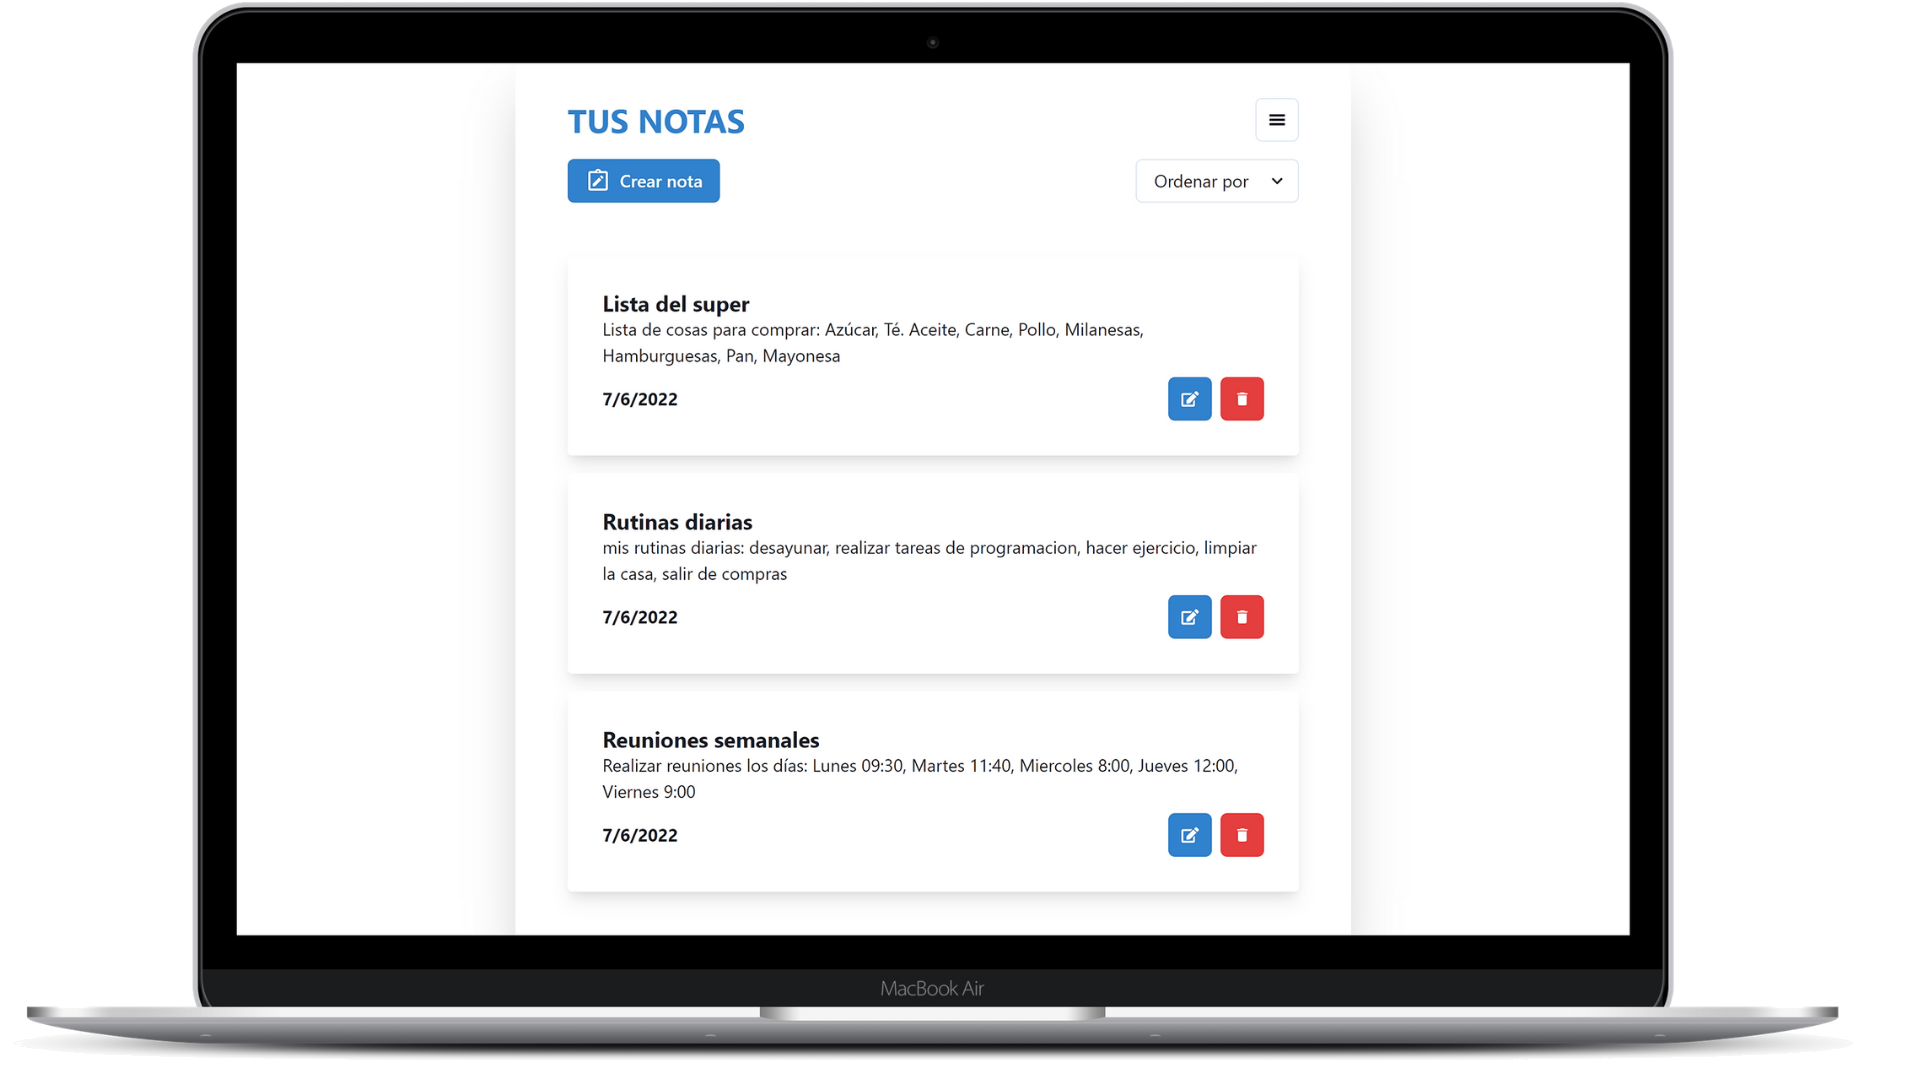 TUS NOTAS
Crear nota
Ordenar por
Lista del super
Lista de cosas para comprar: Azúcar, Té. Aceite, Carne, Pollo, Milanesas,
Hamburguesas, Pan, Mayonesa
7/6/2022
Rutinas diarias
mis rutinas diarias: desayunar, realizar tareas de programacion, hacer ejercicio, limpiar
la casa, salir de compras
7/6/2022
Reuniones semanales
Realizar reuniones los días: Lunes 09:30, Martes 11:40, Miercoles 8:00, Jueves 12:00,
Viernes 9:00
7/6/2022
MacBook Air